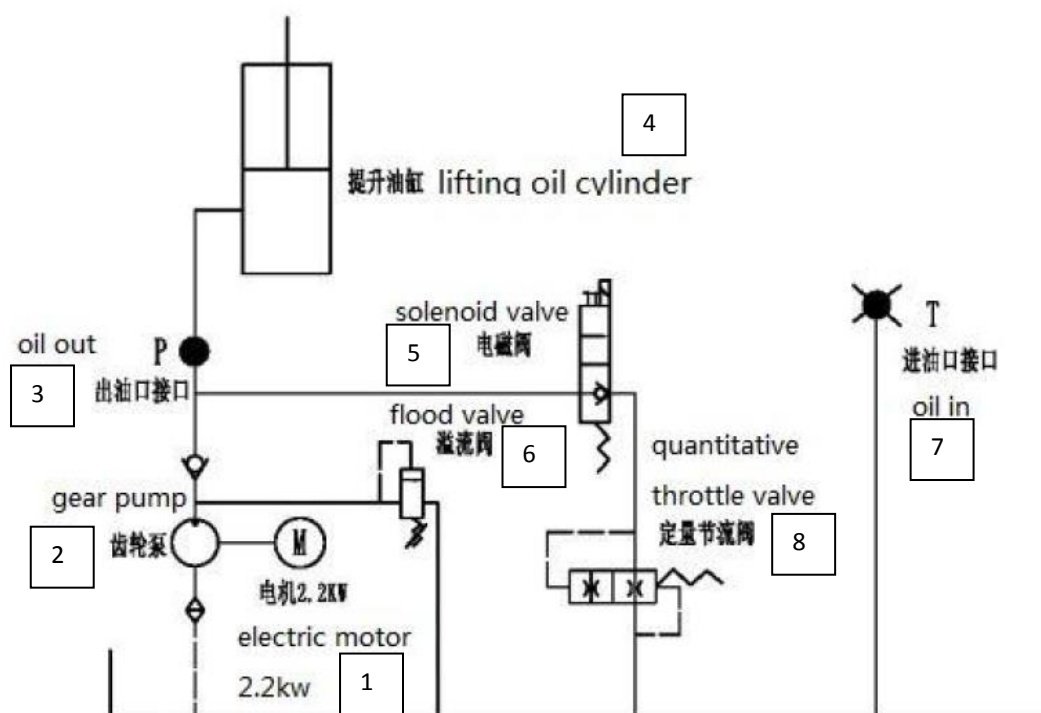 4
提升油缸 lifting oil cylinder
solenoid valve
电磁阀
5
oil out
P
3
出油口接口
T
进油口接口
oil in
7
flood valve
溢流阀
6
quantitative
throttle valve
定量节流阀
8
gear pump
2
齿轮泵
M
电机2.2KW
electric motor
2.2kw
1